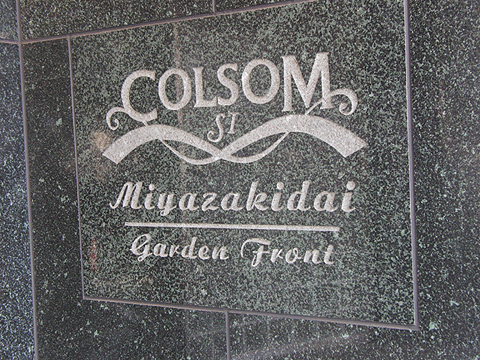 COLSOM
SI
Miyazakidai
Garden Front